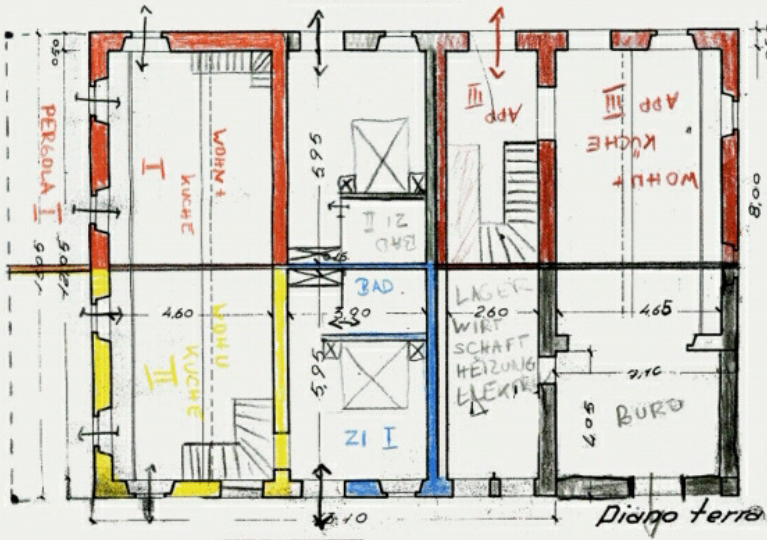 PERGOLA I
WOHN +
KÜCHE
I
5,95
BAD
ZI II
APP
III
APP III
KÜCHE
WOHN +
8,00
4,60
3,90
2,60
4,65
BAD
LAGER
WIRT
SCHAFT
HEIZUNG
ELEKTR
WOHN
KÜCHE
II
5,95
ZI I
4,05
BÜRO
Piano terra